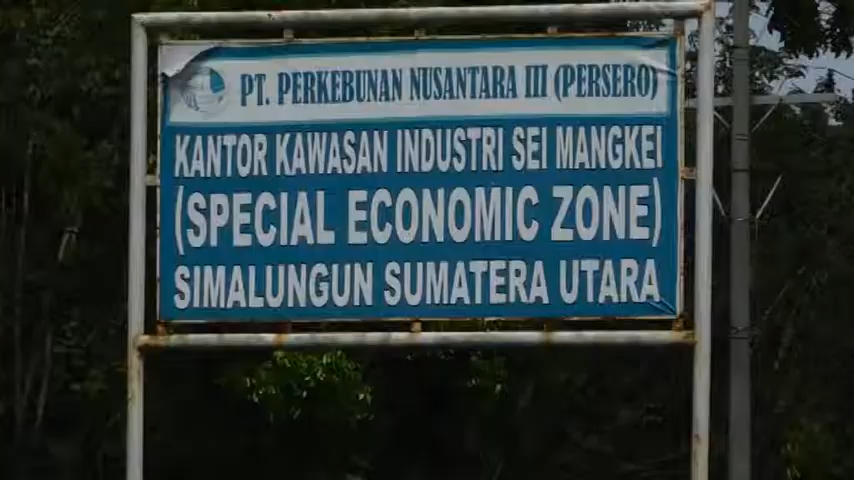 PT. PERKEBUNAN NUSANTARA III (PERSERO)
KANTOR KAWASAN INDUSTRI SEI MANGKEI
(SPECIAL ECONOMIC ZONE)
SIMALUNGUN SUMATERA UTARA